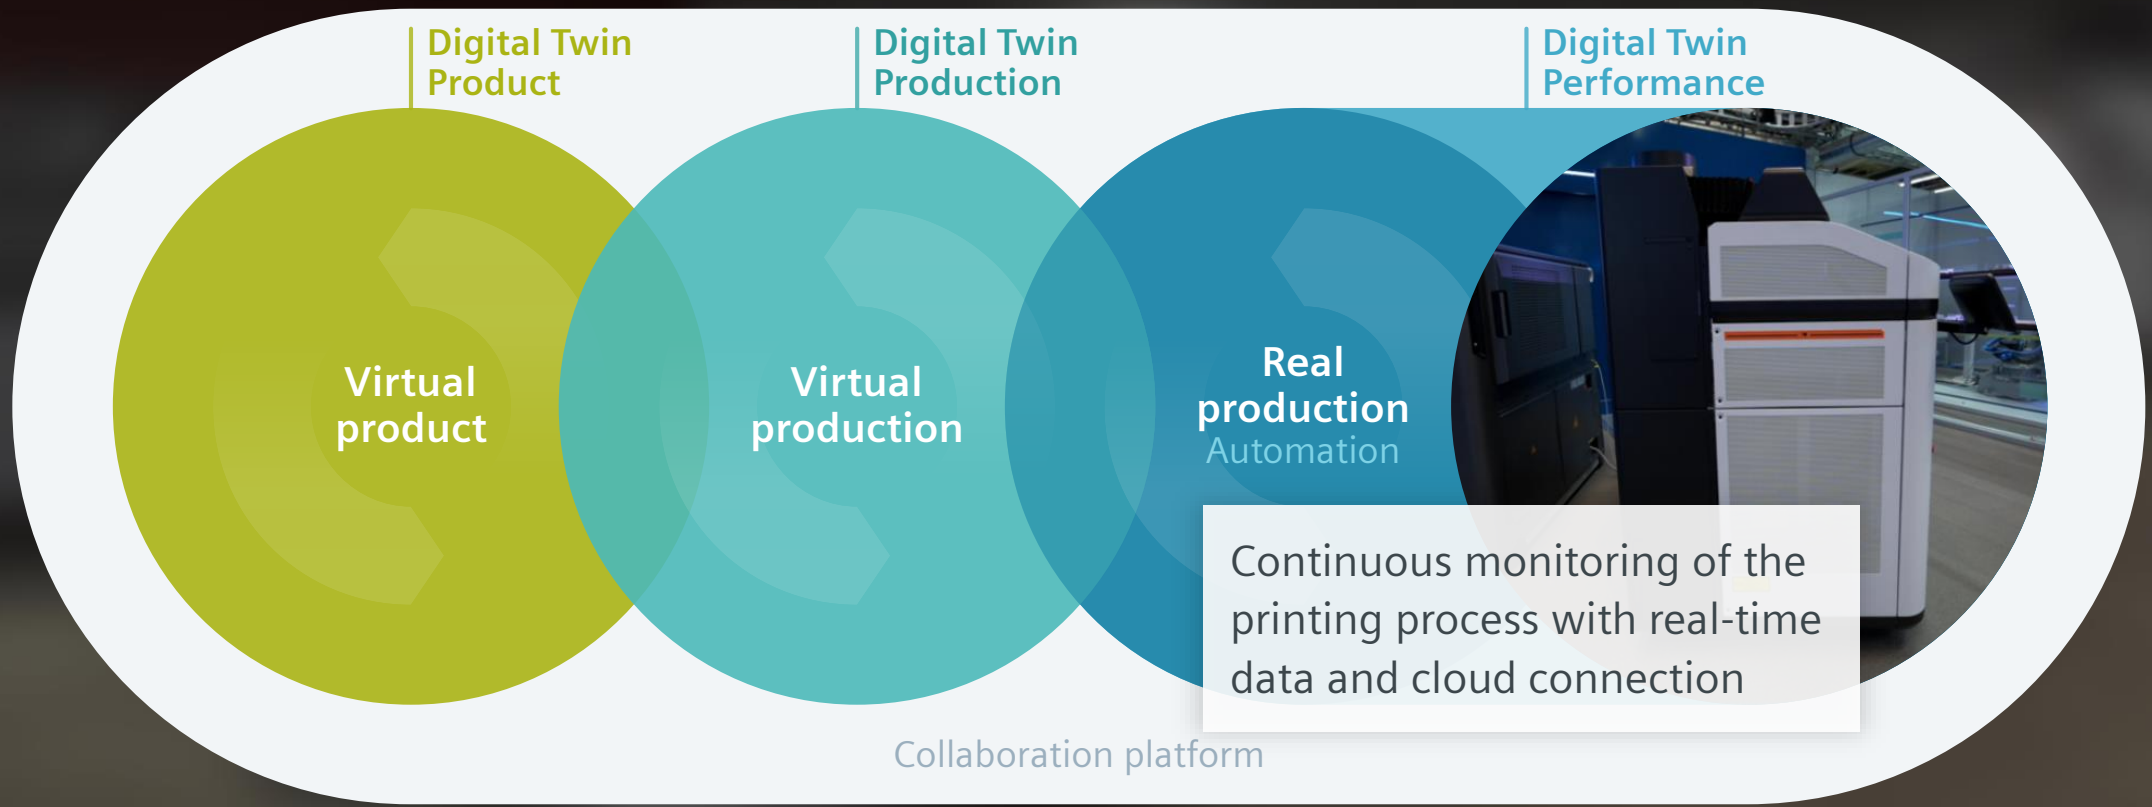 Digital Twin
Product
Digital Twin
Production
Digital Twin
Performance
Virtual
product
Virtual
production
Real
production
Automation
Continuous monitoring of the
printing process with real-time
data and cloud connection
Collaboration platform